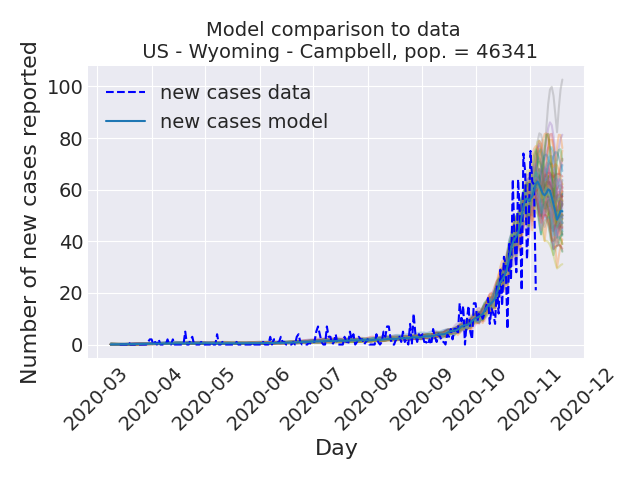 Model comparison to data
US - Wyoming - Campbell, pop. = 46341
Number of new cases reported
100
80
60
40
20
0
new cases data
new cases model
2020-03
2020-04
2020-05
2020-06
2020-07
2020-08
2020-09
2020-10
2020-11
2020-12
Day